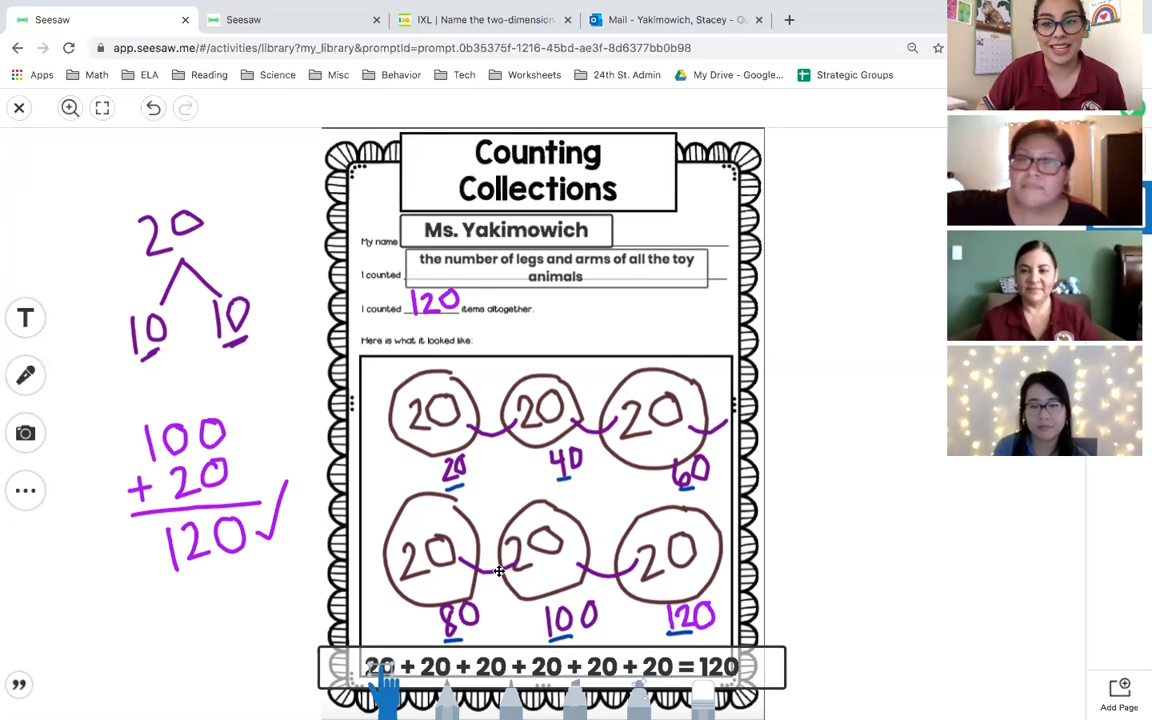 Seesaw
Seesaw
IXL | Name the two-dimension
Mail - Yakimowich, Stacey - Ou
app.seesaw.me/#/activities/library?my_library&promptId=prompt.0b35375f-1216-45bd-ae3f-8d6377bb0b98
Apps Math ELA Reading Science Misc Behavior Tech Worksheets 24th St. Admin My Drive - Google... Strategic Groups
Counting
Collections
My name Ms. Yakimowich
I counted the number of legs and arms of all the toy
animals
I counted 120 items altogether.
Here is what it looked like:
20
10 10
100
+ 20
120 ✓
20 20 20
20 40 60
20 20 20
80 100 120
20 + 20 + 20 + 20 + 20 + 20 = 120
T
Add Page